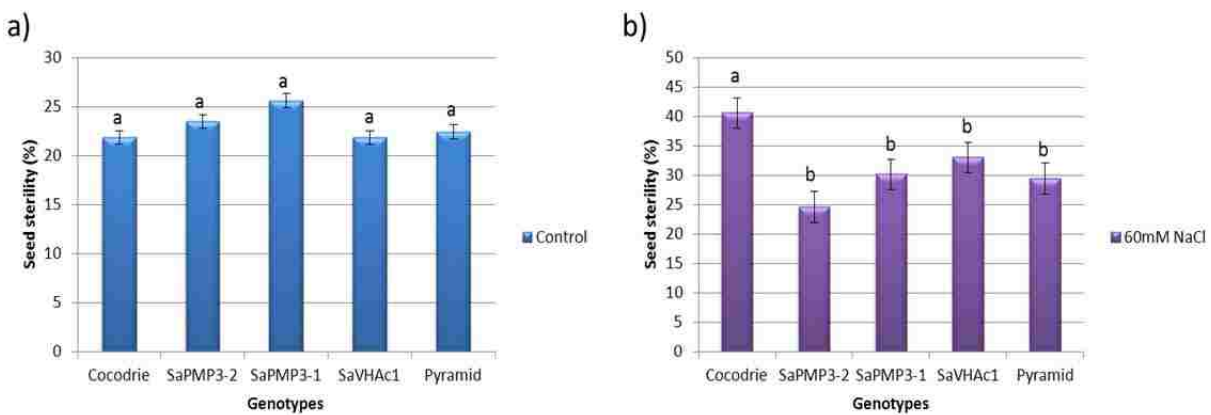 a)
30
25
20
15
10
5
0
Seed sterility (%)
a
a
a
a
a
Cocodrie SaPMP3-2 SaPMP3-1 SaVHAc1 Pyramid
Genotypes
Control
b)
50
45
40
35
30
25
20
15
10
5
0
Seed sterility (%)
a
b
b
b
b
Cocodrie SaPMP3-2 SaPMP3-1 SaVHAc1 Pyramid
Genotypes
60mM NaCl